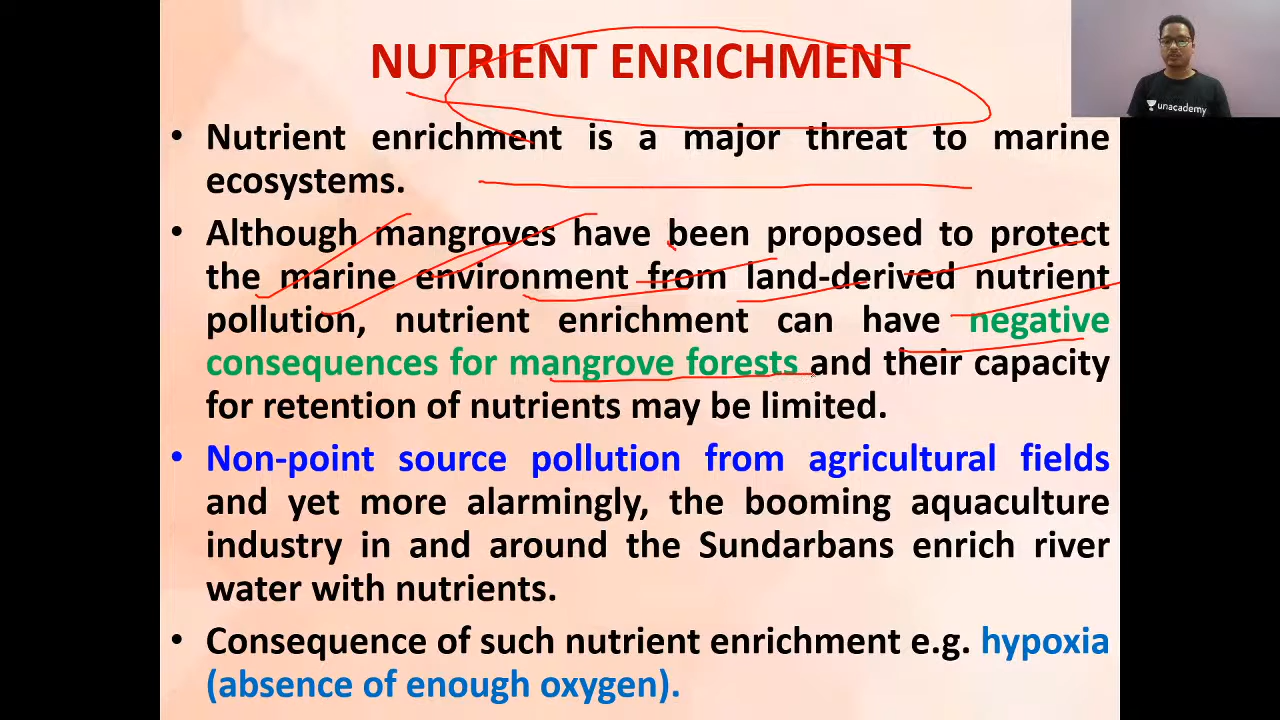 NUTRIENT ENRICHMENT
unacademy
• Nutrient enrichment is a major threat to marine
ecosystems.
• Although mangroves have been proposed to protect
the marine environment from land-derived nutrient
pollution, nutrient enrichment can have negative
consequences for mangrove forests and their capacity
for retention of nutrients may be limited.
• Non-point source pollution from agricultural fields
and yet more alarmingly, the booming aquaculture
industry in and around the Sundarbans enrich river
water with nutrients.
• Consequence of such nutrient enrichment e.g. hypoxia
(absence of enough oxygen).